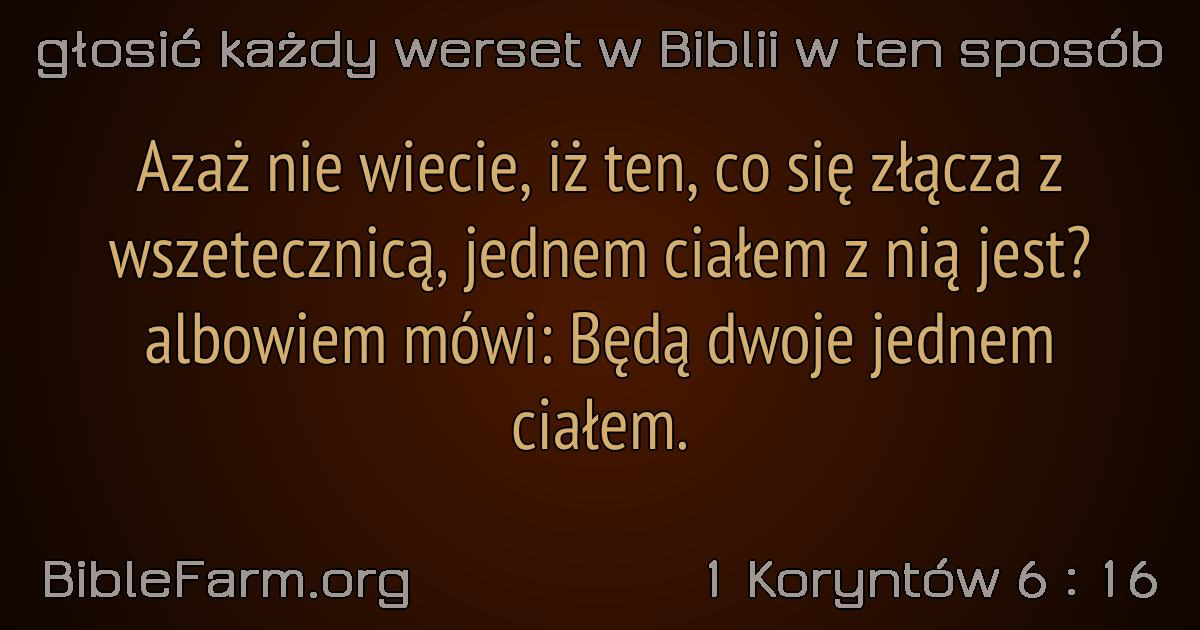 głosić każdy werset w Biblii w ten sposób
Azaż nie wiecie, iż ten, co się złącza z
wszetecznicą, jednem ciałem z nią jest?
albowiem mówi: Będą dwoje jednem
ciałem.
BibleFarm.org
1 Koryntów 6 : 16